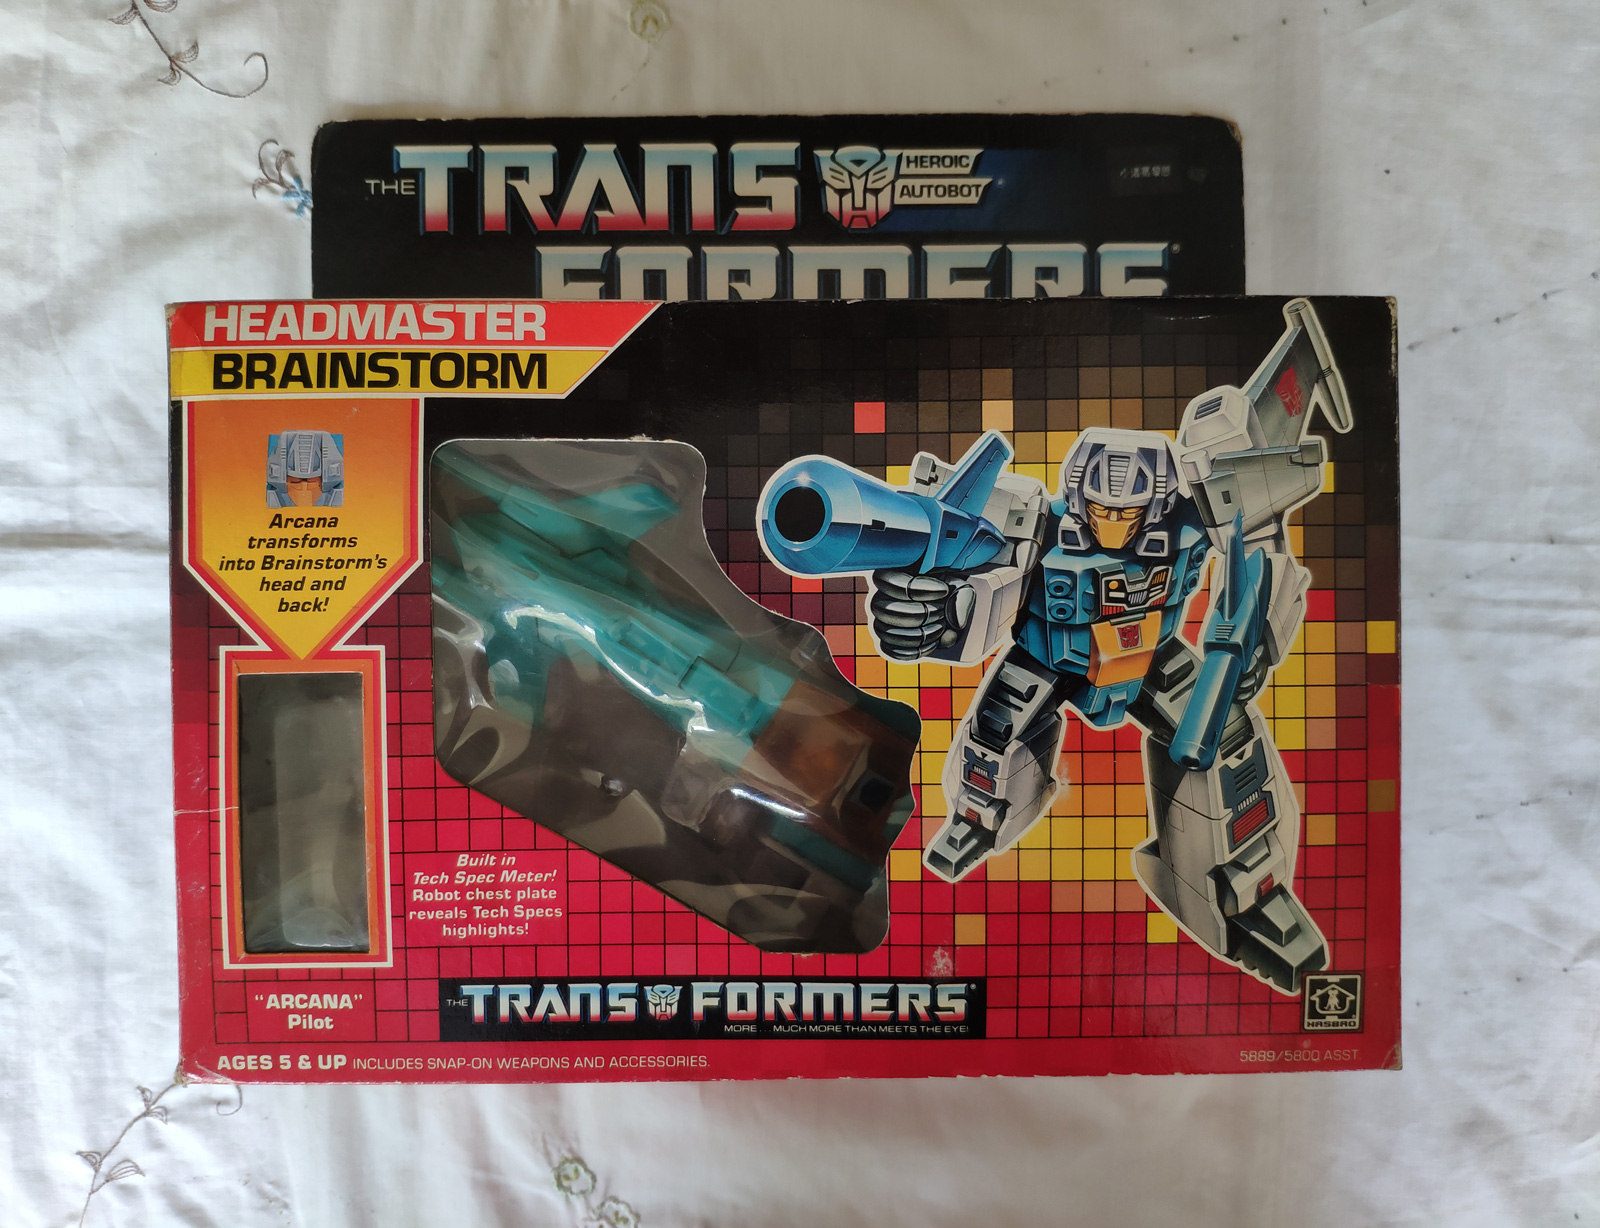 THE TRANS
HEROIC
AUTOBOT
FORMERS
HEADMASTER
BRAINSTORM
Arcana
transforms
into Brainstorm's
head and
back!
Built in
Tech Spec Meter!
Robot chest plate
reveals Tech Specs
highlights!
"ARCANA"
Pilot
THE TRANSFORMERS®
MORE... MUCH MORE THAN MEETS THE EYE!
HASBRO
AGES 5 & UP INCLUDES SNAP-ON WEAPONS AND ACCESSORIES.
5889/5800 ASST.